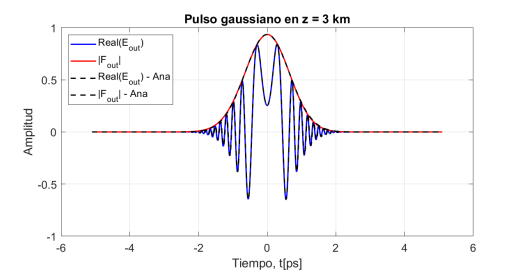 Pulso gaussiano en z = 3 km
Real(E_out)
|F_out|
Real(E_out) - Ana
|F_out| - Ana
Amplitud
1
0.5
0
-0.5
-1
-6
-4
-2
0
2
4
6
Tiempo, t[ps]